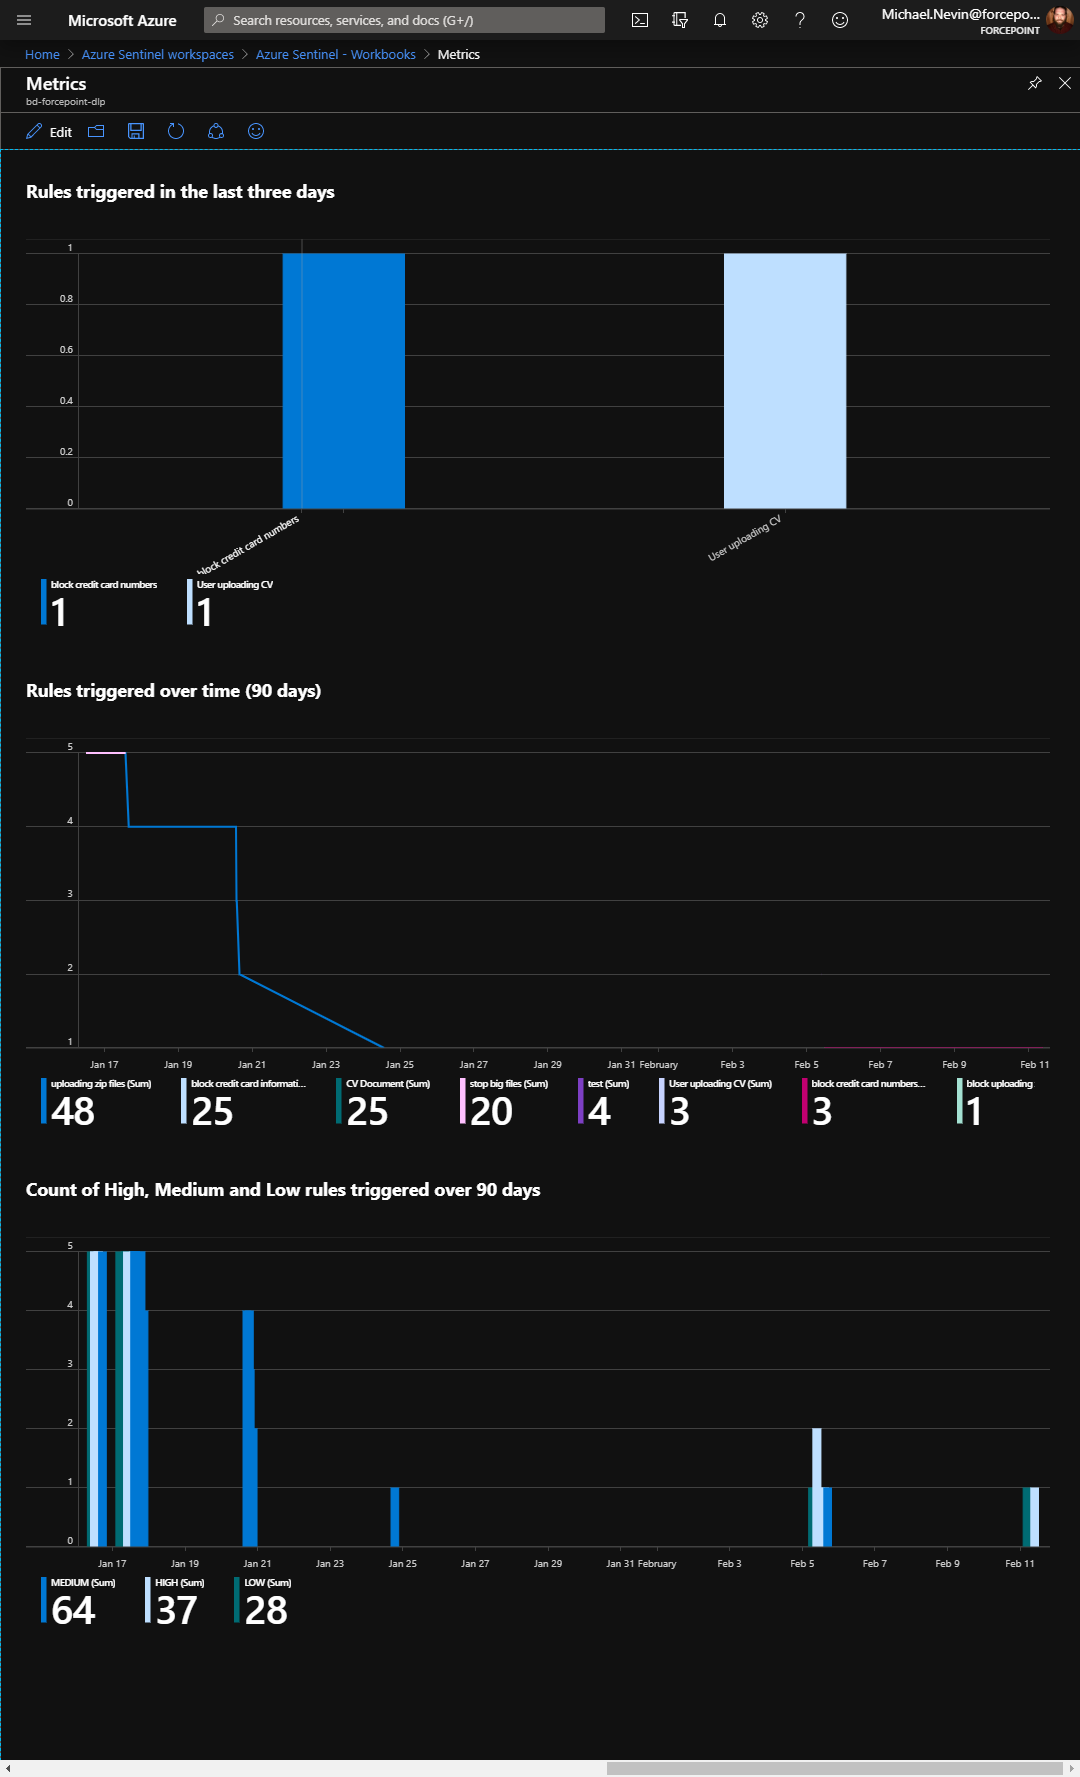 Microsoft Azure
Search resources, services, and docs (G+/)
Michael.Nevin@forcepo...
FORCEPOINT
Home > Azure Sentinel workspaces > Azure Sentinel - Workbooks > Metrics
Metrics
bd-forcepoint-dlp
Edit
Rules triggered in the last three days
1
0.8
0.6
0.4
0.2
0
block credit card numbers
User uploading CV
block credit card numbers
1
User uploading CV
1
Rules triggered over time (90 days)
5
4
3
2
1
Jan 17 Jan 19 Jan 21 Jan 23 Jan 25 Jan 27 Jan 29 Jan 31 February Feb 3 Feb 5 Feb 7 Feb 9 Feb 11
uploading zip files (Sum)
48
block credit card informati...
25
CV Document (Sum)
25
stop big files (Sum)
20
test (Sum)
4
User uploading CV (Sum)
3
block credit card numbers...
3
block uploading
1
Count of High, Medium and Low rules triggered over 90 days
5
4
3
2
1
0
Jan 17 Jan 19 Jan 21 Jan 23 Jan 25 Jan 27 Jan 29 Jan 31 February Feb 3 Feb 5 Feb 7 Feb 9 Feb 11
MEDIUM (Sum)
64
HIGH (Sum)
37
LOW (Sum)
28